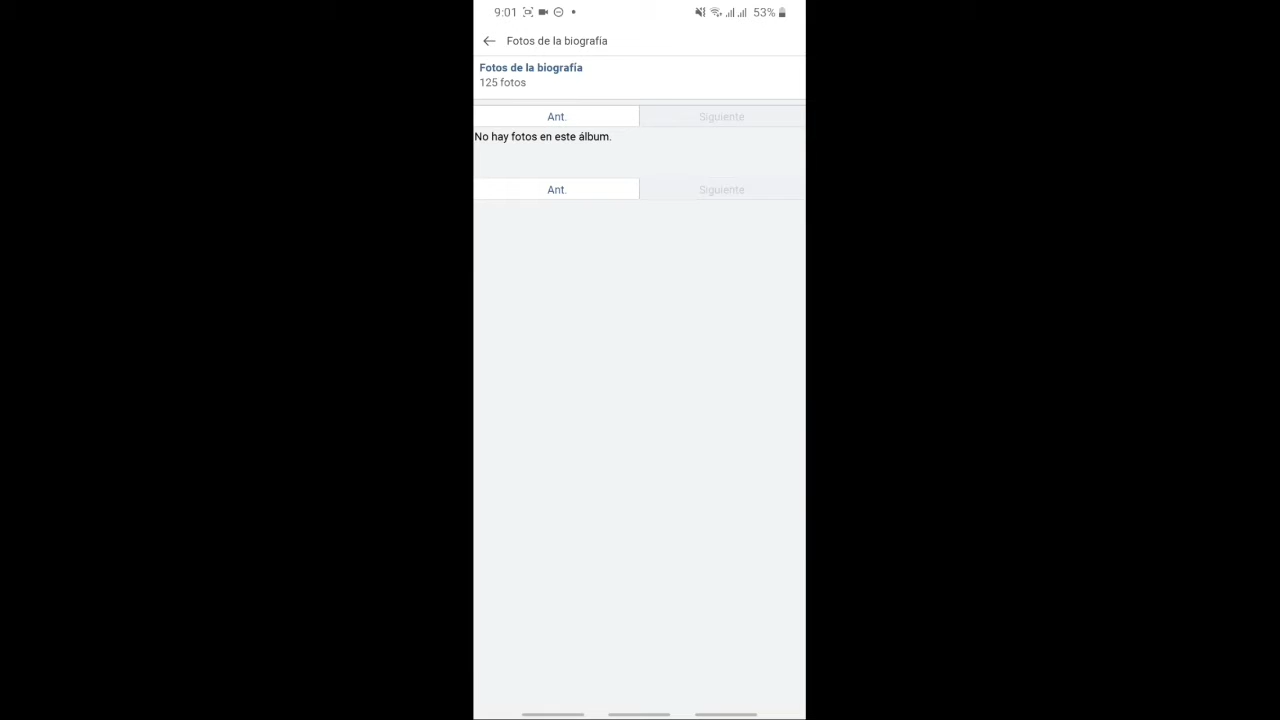 9:01 53%
Fotos de la biografía
Fotos de la biografía
125 fotos
Ant. Siguiente
No hay fotos en este álbum.
Ant. Siguiente